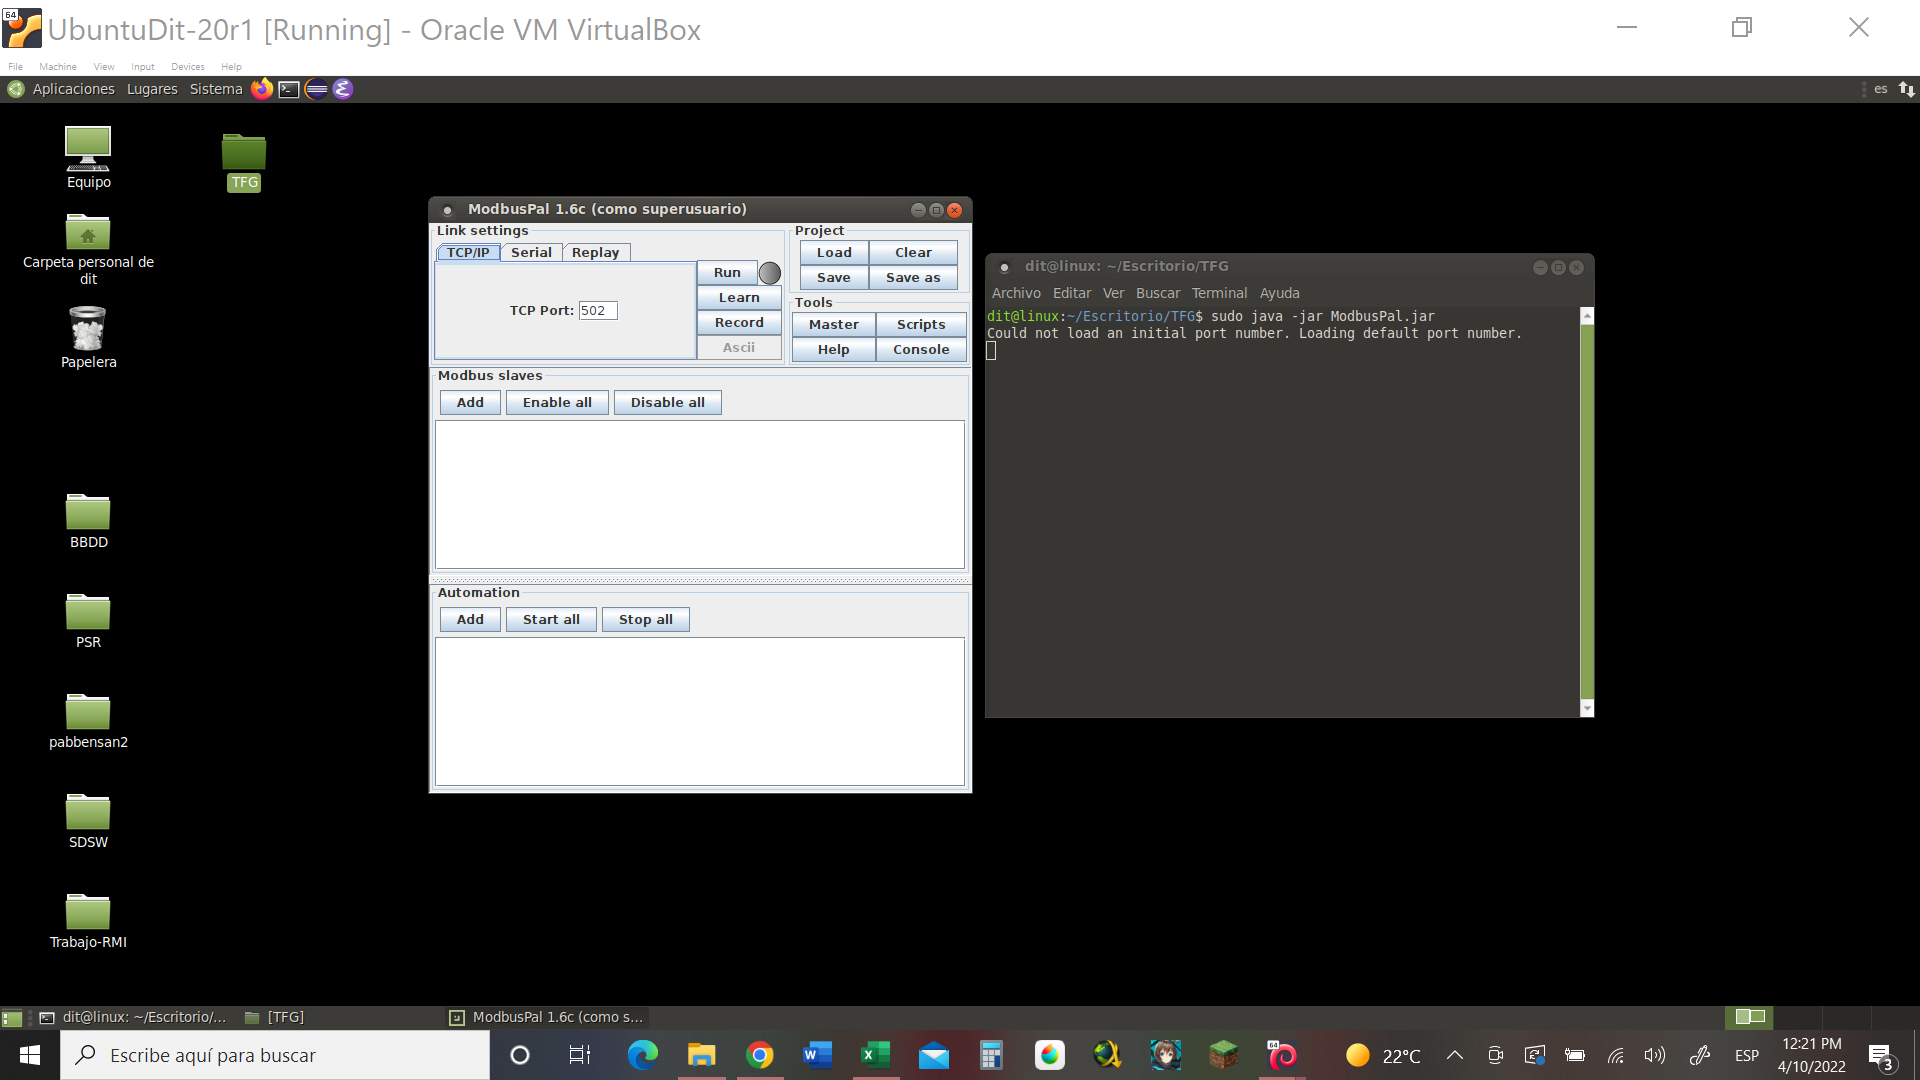 64
UbuntuDit-20r1 [Running] - Oracle VM VirtualBox
File Machine View Input Devices Help
Aplicaciones Lugares Sistema
es
Equipo
TFG
Carpeta personal de
dit
Papelera
BBDD
PSR
pabbensan2
SDSW
Trabajo-RMI
ModbusPal 1.6c (como superusuario)
Link settings
TCP/IP Serial Replay
TCP Port: 502
Run
Learn
Record
Ascii
Project
Load Clear
Save Save as
Tools
Master Scripts
Help Console
Modbus slaves
Add Enable all Disable all
Automation
Add Start all Stop all
dit@linux: ~/Escritorio/TFG
Archivo Editar Ver Buscar Terminal Ayuda
dit@linux:~/Escritorio/TFG$ sudo java -jar ModbusPal.jar
Could not load an initial port number. Loading default port number.
dit@linux: ~/Escritorio/... [TFG] ModbusPal 1.6c (como s...
Escribe aquí para buscar
64
22°C
ESP
12:21 PM
4/10/2022
3